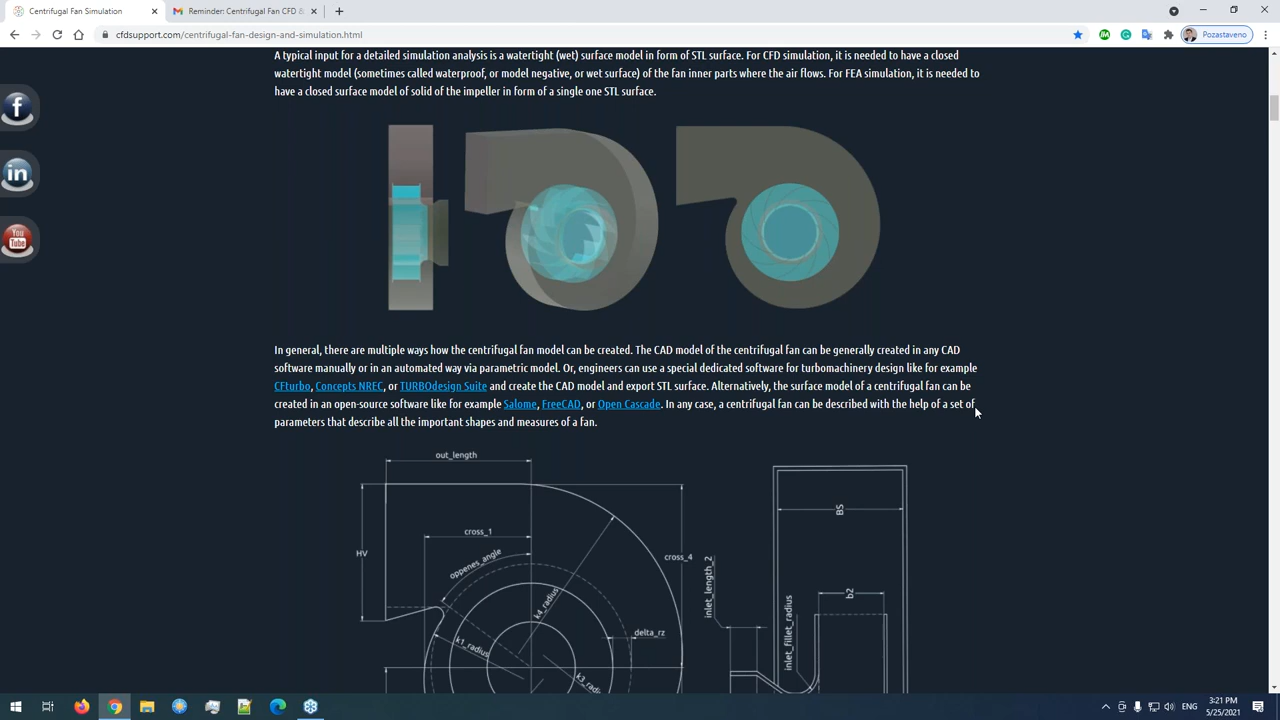 Centrifugal Fan Simulation
Reminder: Centrifugal Fan CFD &
cfdsupport.com/centrifugal-fan-design-and-simulation.html
Pozastaveno
A typical input for a detailed simulation analysis is a watertight (wet) surface model in form of STL surface. For CFD simulation, it is needed to have a closed
watertight model (sometimes called waterproof, or model negative, or wet surface) of the fan inner parts where the air flows. For FEA simulation, it is needed to
have a closed surface model of solid of the impeller in form of a single one STL surface.
f
in
You
Tube
In general, there are multiple ways how the centrifugal fan model can be created. The CAD model of the centrifugal fan can be generally created in any CAD
software manually or in an automated way via parametric model. Or, engineers can use a special dedicated software for turbomachinery design like for example
CFturbo, Concepts NREC, or TURBOdesign Suite and create the CAD model and export STL surface. Alternatively, the surface model of a centrifugal fan can be
created in an open-source software like for example Salome, FreeCAD, or Open Cascade. In any case, a centrifugal fan can be described with the help of a set of
parameters that describe all the important shapes and measures of a fan.
out_length
BS
cross_1
HV
cross_4
oppenes_angle
inlet_length_2
b2
k4_radius
inlet_fillet_radius
delta_rz
k1_radius
ENG
3:21 PM
5/25/2021